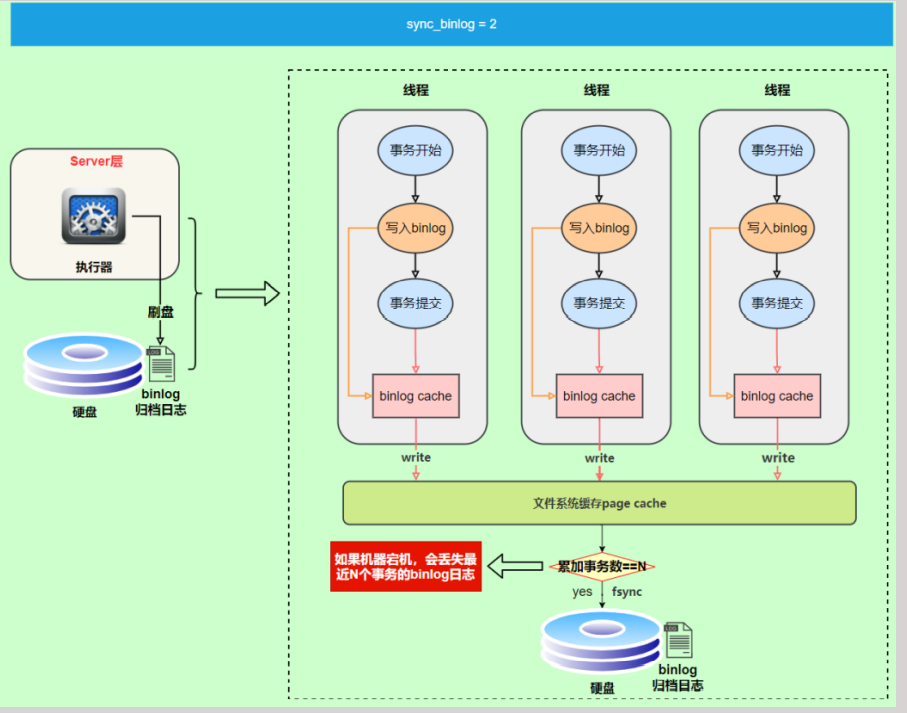 sync_binlog = 2
Server层
执行器
刷盘
硬盘
LOG
binlog
归档日志
线程
线程
线程
事务开始
事务开始
事务开始
写入binlog
写入binlog
写入binlog
事务提交
事务提交
事务提交
binlog cache
binlog cache
binlog cache
write
write
write
文件系统缓存page cache
如果机器宕机，会丢失最
近N个事务的binlog日志
累加事务数==N
yes
fsync
硬盘
LOG
binlog
归档日志